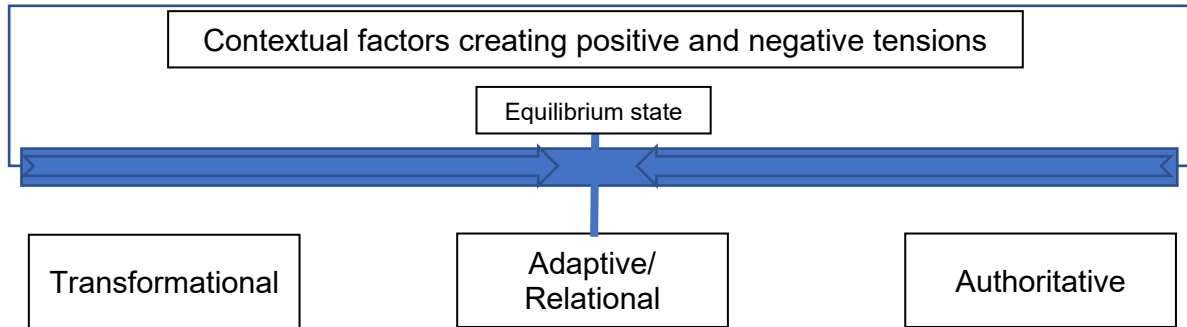 Contextual factors creating positive and negative tensions
Equilibrium state
Transformational
Adaptive/
Relational
Authoritative